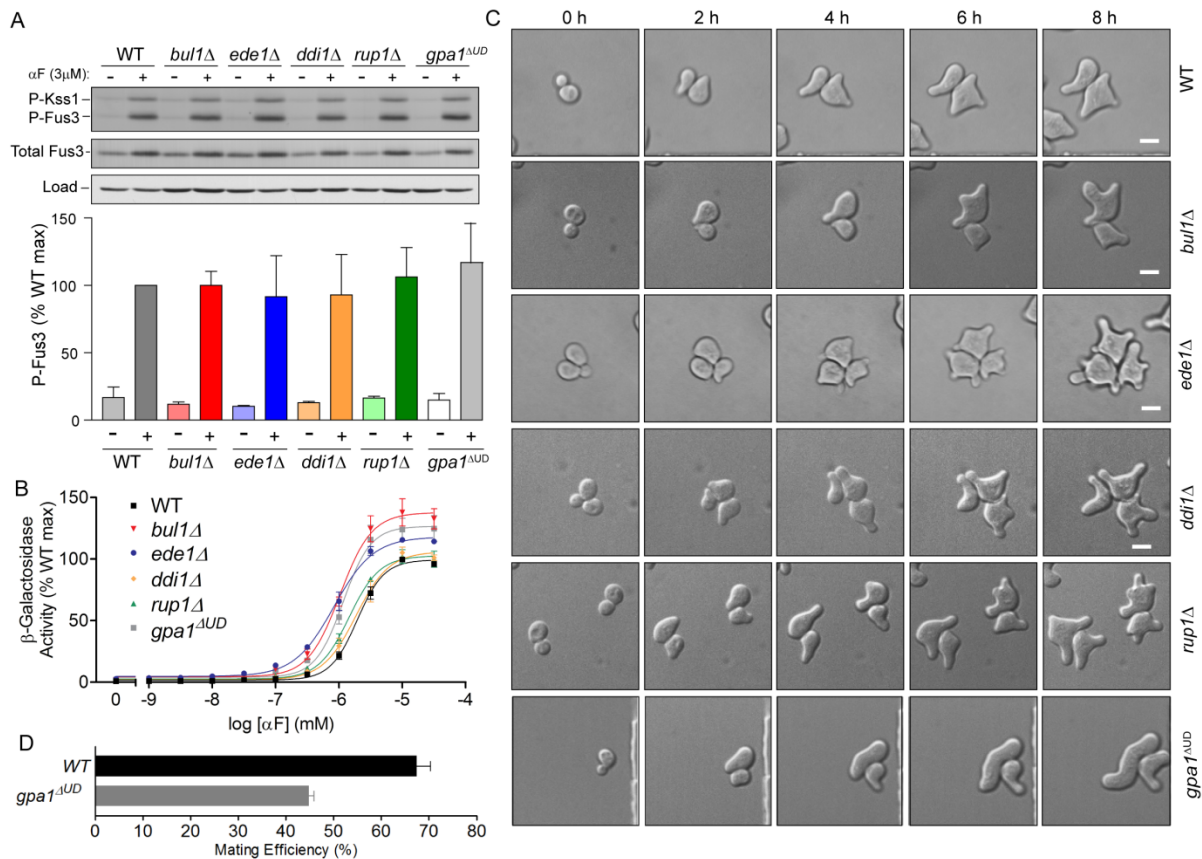 A
WT bul1Δ ede1Δ ddi1Δ rup1Δ gpa1ΔUD
αF (3μM): - + - + - + - + - + - +
P-Kss1
P-Fus3
Total Fus3
Load
P-Fus3 (% WT max)
150
100
50
0
- + - + - + - + - + - +
WT bul1Δ ede1Δ ddi1Δ rup1Δ gpa1ΔUD
B
β-Galactosidase
Activity (% WT max)
150
100
50
0
WT
bul1Δ
ede1Δ
ddi1Δ
rup1Δ
gpa1ΔUD
0 -9 -8 -7 -6 -5 -4
log [αF] (mM)
D
WT
gpa1ΔUD
0 10 20 30 40 50 60 70 80
Mating Efficiency (%)
C
0 h 2 h 4 h 6 h 8 h
WT
bul1Δ
ede1Δ
ddi1Δ
rup1Δ
gpa1ΔUD